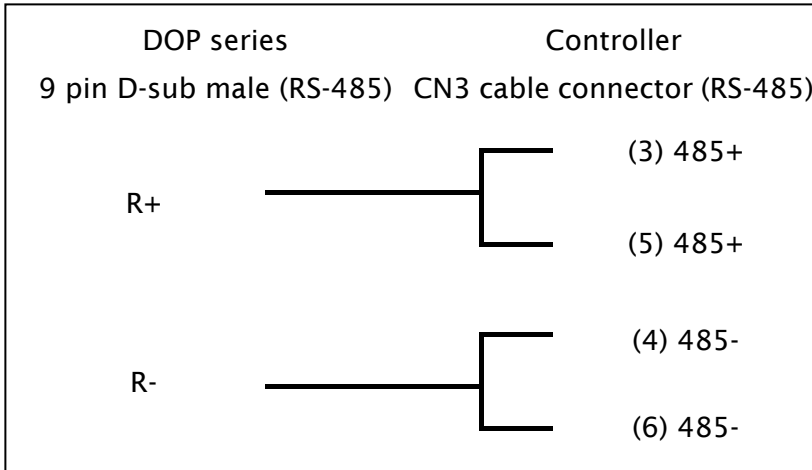 DOP series Controller
9 pin D-sub male (RS-485) CN3 cable connector (RS-485)
(3) 485+
R+
(5) 485+
(4) 485-
R-
(6) 485-